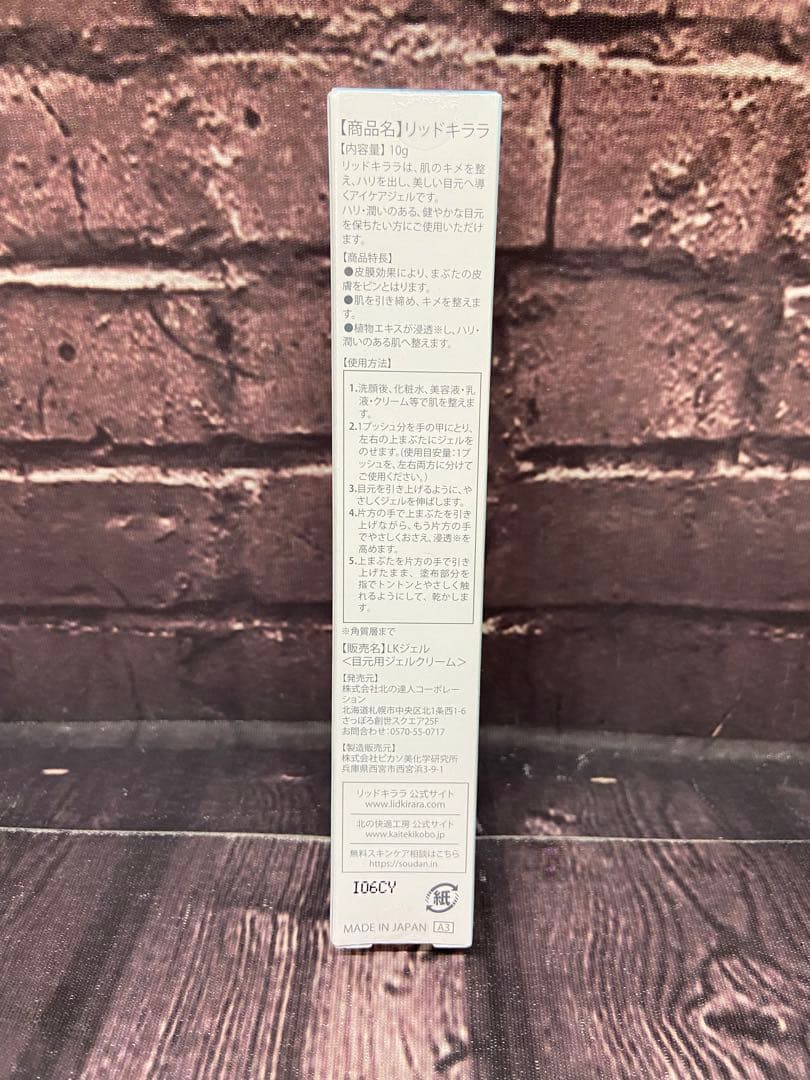 【商品名】リッドキララ
【内容量】10g
リッドキララは、肌のキメを整
え、ハリを出し、美しい目元へ導
くアイケアジェルです。
ハリ・潤いのある、健やかな目元
を保ちたい方にご使用いただけ
ます。
【商品特長】
●皮膜効果により、まぶたの皮
膚をピンとはります。
●肌を引き締め、キメを整えま
す。
●植物エキスが浸透※し、ハリ・
潤いのある肌へ整えます。
【使用方法】
1.洗顔後、化粧水、美容液・乳
液・クリーム等で肌を整えま
す。
2.1プッシュ分を手の甲にとり、
左右の上まぶたにジェルを
のせます。(使用目安量:1プ
ッシュを、左右両方に分けて
ご使用ください。)
3.目元を引き上げるように、や
さしくジェルを伸ばします。
4.片方の手で上まぶたを引き
上げながら、もう片方の手
でやさしくおさえ、浸透※を
高めます。
5.上まぶたを片方の手で引き
上げたまま、塗布部分を
指でトントンとやさしく触
れるようにして、乾かしま
す。
※角質層まで
【販売名】LKジェル
＜目元用ジェルクリーム＞
【発売元】
株式会社北の達人コーポレー
ション
北海道札幌市中央区北1条西1-6
さっぽろ創世スクエア25F
お問合わせ:0570-55-0717
【製造販売元】
株式会社ピカソ美化学研究所
兵庫県西宮市西宮浜3-9-1
リッドキララ 公式サイト
www.lidkirara.com
北の快適工房 公式サイト
www.kaitekikobo.jp
無料スキンケア相談はこちら
https://soudan.in
I06CY
紙
MADE IN JAPAN A3